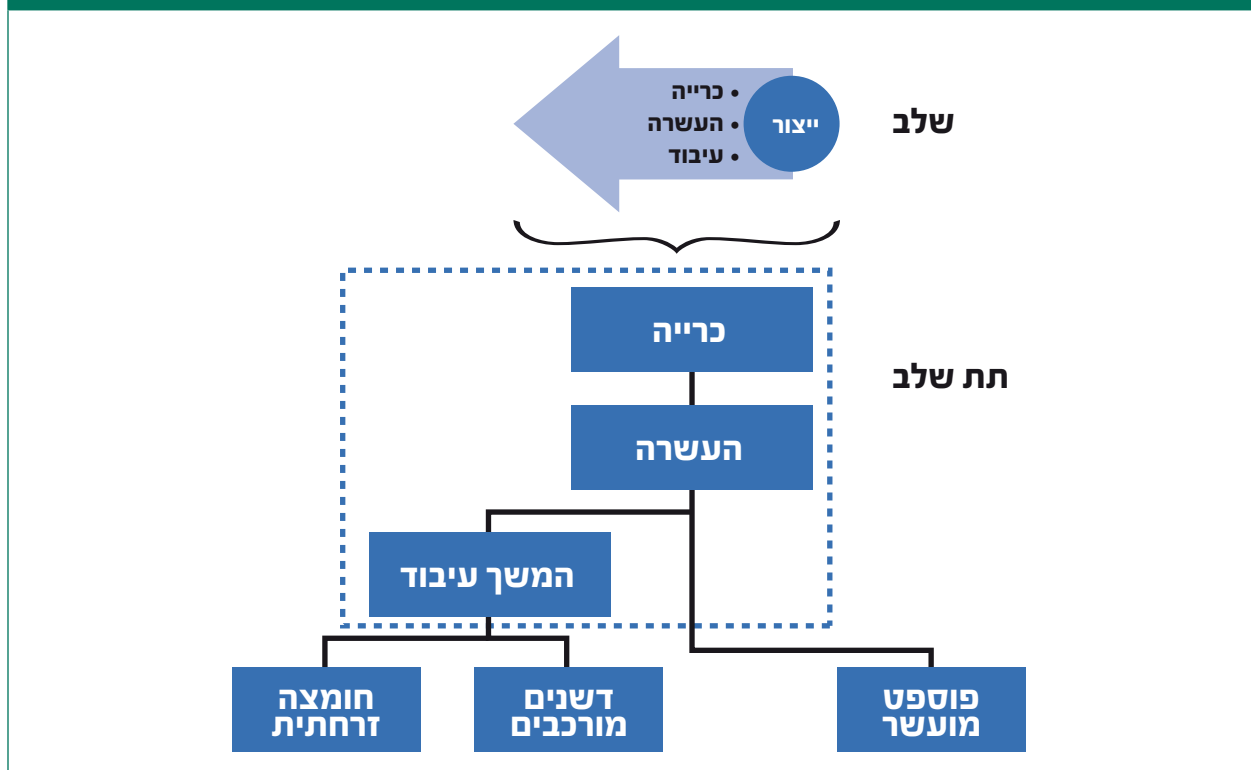 שלב
ייצור
• כרייה
• העשרה
• עיבוד
תת שלב
כרייה
העשרה
המשך עיבוד
פוספט
מועשר
דשנים
מורכבים
חומצה
זרחתית